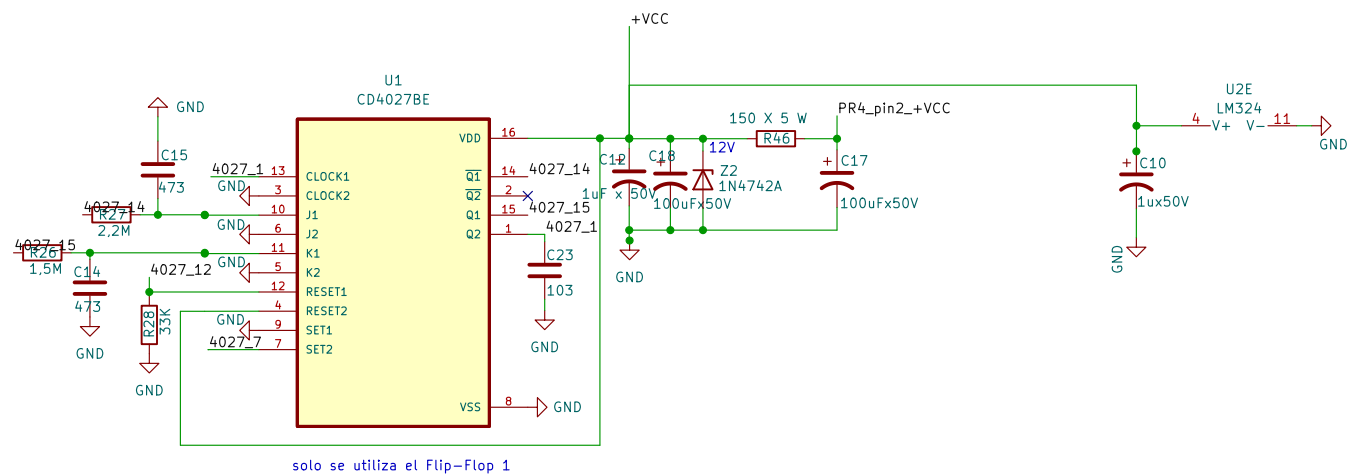 +VCC
U1
CD4027BE
U2E
LM324
4 V+ V- 11
GND
GND
C15
473
PR4_pin2_+VCC
150 X 5 W
R46
12V
VDD 16
4027_1 13 CLOCK1
GND 3 CLOCK2
4027_14
R27
2,2M
10 J1
GND 6 J2
4027_15
R26
1,5M
11 K1
GND 5 K2
4027_12
12 RESET1
4 RESET2
GND 9 SET1
4027_7 7 SET2
Q1 14 4027_14
Q2 2
Q1 15 4027_15
Q2 1 4027_1
VSS 8 GND
C14
473
GND
R28
33K
GND
C23
103
GND
+ C12
1uF x 50V
+ C18
100uFx50V
Z2
1N4742A
+ C17
100uFx50V
GND
+ C10
1ux50V
GND
solo se utiliza el Flip-Flop 1